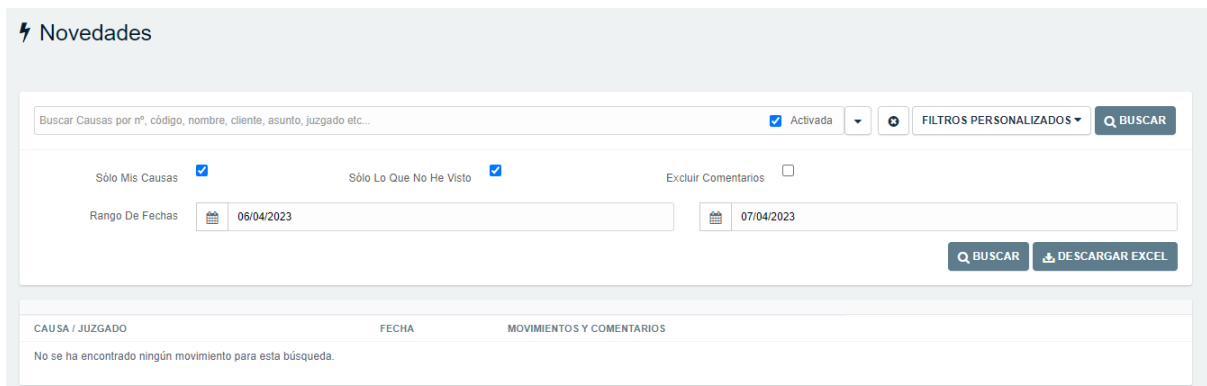 Novedades
Buscar Causas por nº, código, nombre, cliente, asunto, juzgado etc... Activada FILTROS PERSONALIZADOS BUSCAR
Sólo Mis Causas Sólo Lo Que No He Visto Excluir Comentarios
Rango De Fechas 06/04/2023 07/04/2023
BUSCAR DESCARGAR EXCEL
CAUSA / JUZGADO FECHA MOVIMIENTOS Y COMENTARIOS
No se ha encontrado ningún movimiento para esta búsqueda.